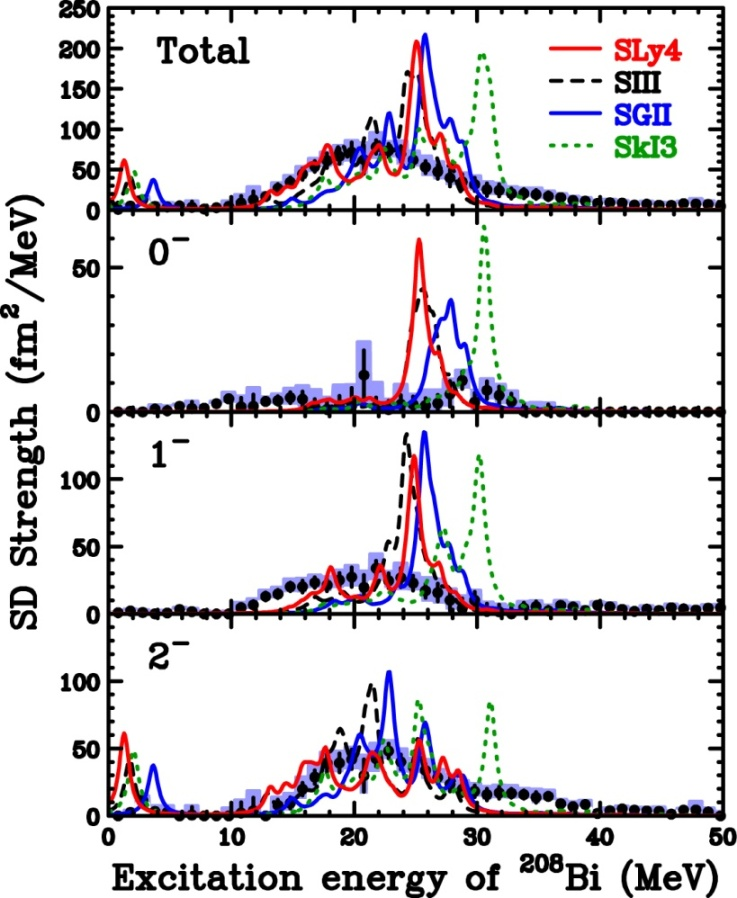 250
200
150
100
50
0
Total
SLy4
SIII
SGII
SkI3
50
0
0⁻
100
50
0
1⁻
100
50
0
2⁻
0 10 20 30 40 50
SD Strength (fm²/MeV)
Excitation energy of ²⁰⁸Bi (MeV)